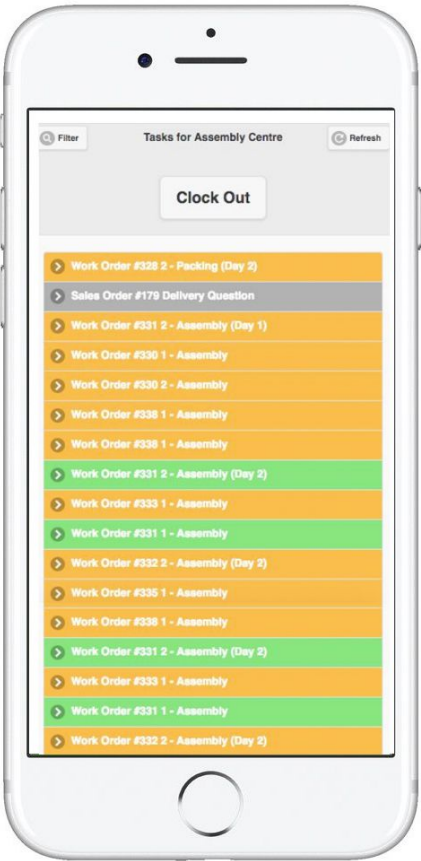 Filter
Tasks for Assembly Centre
Refresh
Clock Out
Work Order #328 2 - Packing (Day 2)
Sales Order #179 Delivery Question
Work Order #331 2 - Assembly (Day 1)
Work Order #330 1 - Assembly
Work Order #330 2 - Assembly
Work Order #338 1 - Assembly
Work Order #338 1 - Assembly
Work Order #331 2 - Assembly (Day 2)
Work Order #333 1 - Assembly
Work Order #331 1 - Assembly
Work Order #332 2 - Assembly (Day 2)
Work Order #335 1 - Assembly
Work Order #338 1 - Assembly
Work Order #331 2 - Assembly (Day 2)
Work Order #333 1 - Assembly
Work Order #331 1 - Assembly
Work Order #332 2 - Assembly (Day 2)